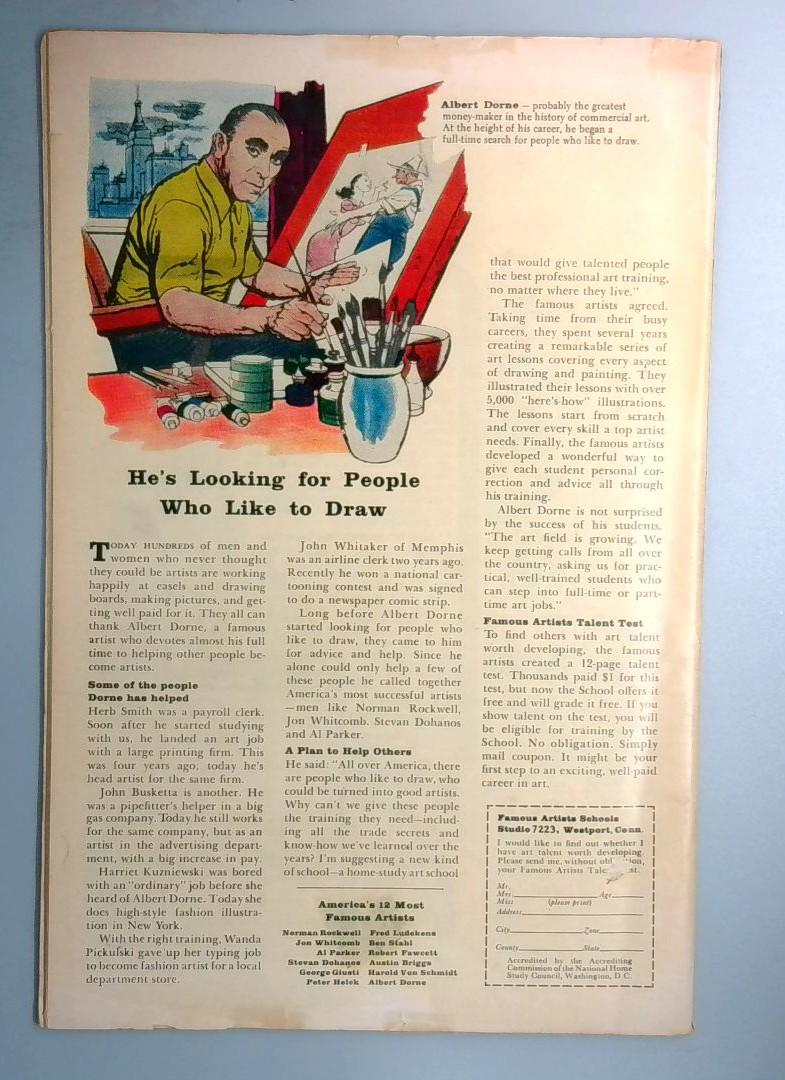 Albert Dorne — probably the greatest
money-maker in the history of commercial art.
At the height of his career, he began a
full-time search for people who like to draw.
He's Looking for People
Who Like to Draw
TODAY HUNDREDS of men and
women who never thought
they could be artists are working
happily at easels and drawing
boards, making pictures, and get-
ting well paid for it. They all can
thank Albert Dorne, a famous
artist who devotes almost his full
time to helping other people be-
come artists.
Some of the people
Dorne has helped
Herb Smith was a payroll clerk.
Soon after he started studying
with us, he landed an art job
with a large printing firm. This
was four years ago; today he's
head artist for the same firm.
John Busketta is another. He
was a pipefitter's helper in a big
gas company. Today he still works
for the same company, but as an
artist in the advertising depart-
ment, with a big increase in pay.
Harriet Kuzniewski was bored
with an "ordinary" job before she
heard of Albert Dorne. Today she
does high-style fashion illustra-
tion in New York.
With the right training, Wanda
Pickulski gave up her typing job
to become fashion artist for a local
department store.
John Whitaker of Memphis
was an airline clerk two years ago.
Recently he won a national car-
tooning contest and was signed
to do a newspaper comic strip.
Long before Albert Dorne
started looking for people who
like to draw, they came to him
for advice and help. Since he
alone could only help a few of
these people he called together
America's most successful artists
—men like Norman Rockwell,
Jon Whitcomb, Stevan Dohanos
and Al Parker.
A Plan to Help Others
He said: "All over America, there
are people who like to draw, who
could be turned into good artists.
Why can't we give these people
the training they need—includ-
ing all the trade secrets and
know-how we've learned over the
years? I'm suggesting a new kind
of school—a home-study art school
America's 12 Most
Famous Artists
Norman Rockwell Fred Ludekens
Jon Whitcomb Ben Stahl
Al Parker Robert Fawcett
Stevan Dohanos Austin Briggs
George Giusti Harold Von Schmidt
Peter Helck Albert Dorne
that would give talented people
the best professional art training,
no matter where they live."
The famous artists agreed.
Taking time from their busy
careers, they spent several years
creating a remarkable series of
art lessons covering every aspect
of drawing and painting. They
illustrated their lessons with over
5,000 "here's-how" illustrations.
The lessons start from scratch
and cover every skill a top artist
needs. Finally, the famous artists
developed a wonderful way to
give each student personal cor-
rection and advice all through
his training.
Albert Dorne is not surprised
by the success of his students.
"The art field is growing. We
keep getting calls from all over
the country, asking us for prac-
tical, well-trained students who
can step into full-time or part-
time art jobs."
Famous Artists Talent Test
To find others with art talent
worth developing, the famous
artists created a 12-page talent
test. Thousands paid $1 for this
test, but now the School offers it
free and will grade it free. If you
show talent on the test, you will
be eligible for training by the
School. No obligation. Simply
mail coupon. It might be your
first step to an exciting, well-paid
career in art.
Famous Artists Schools
Studio 7223, Westport, Conn.
I would like to find out whether I
have art talent worth developing.
Please send me, without
your Famous Artists
Mr.
Mrs. Age
Miss (please print)
Address
City Zone
County State
Accredited by the Accrediting
Commission of the National Home
Study Council, Washington, D.C.